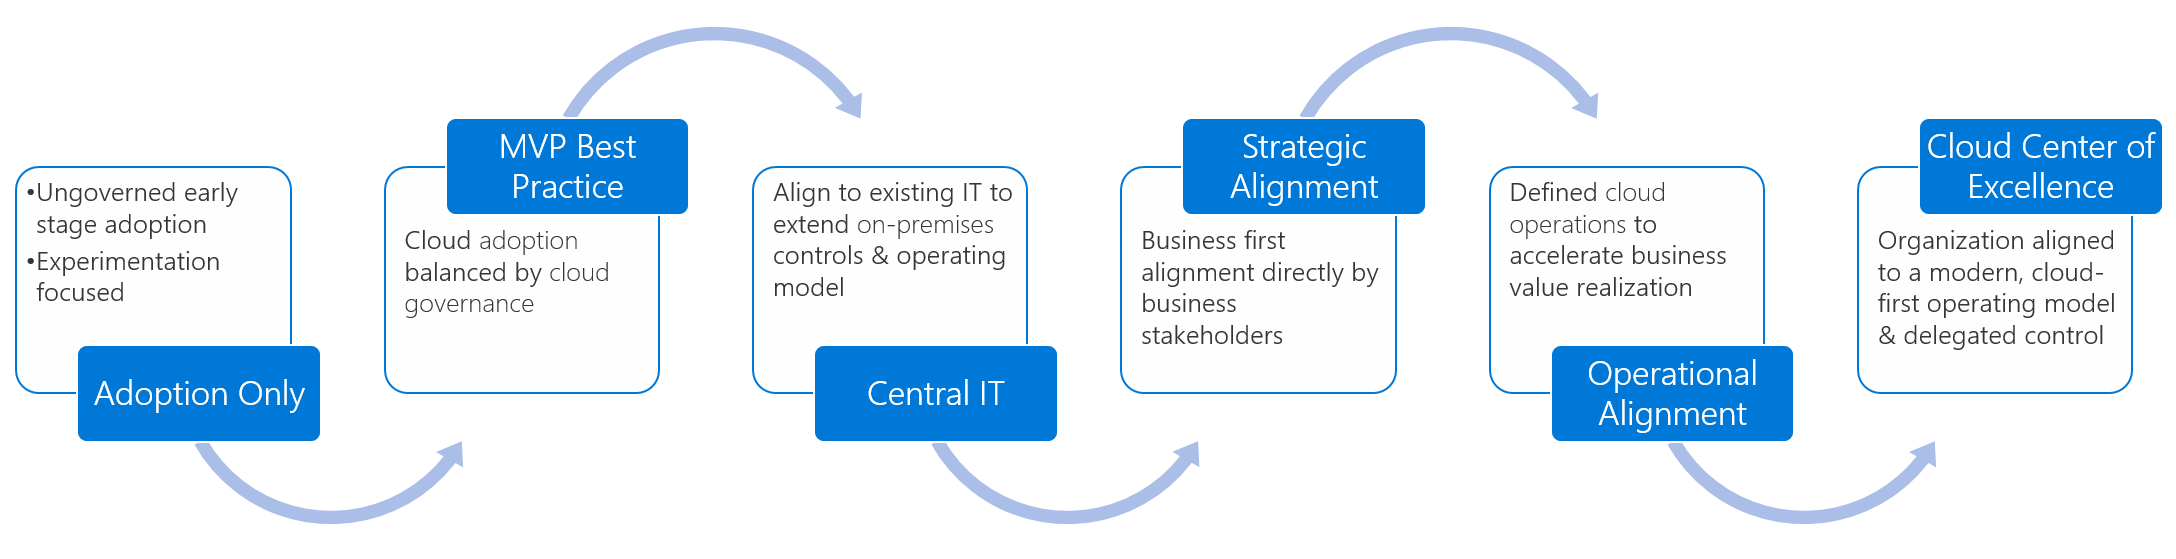 •Ungoverned early
stage adoption
•Experimentation
focused
Adoption Only
MVP Best
Practice
Cloud adoption
balanced by cloud
governance
Align to existing IT to
extend on-premises
controls & operating
model
Central IT
Strategic
Alignment
Business first
alignment directly by
business
stakeholders
Defined cloud
operations to
accelerate business
value realization
Operational
Alignment
Cloud Center of
Excellence
Organization aligned
to a modern, cloud-
first operating model
& delegated control